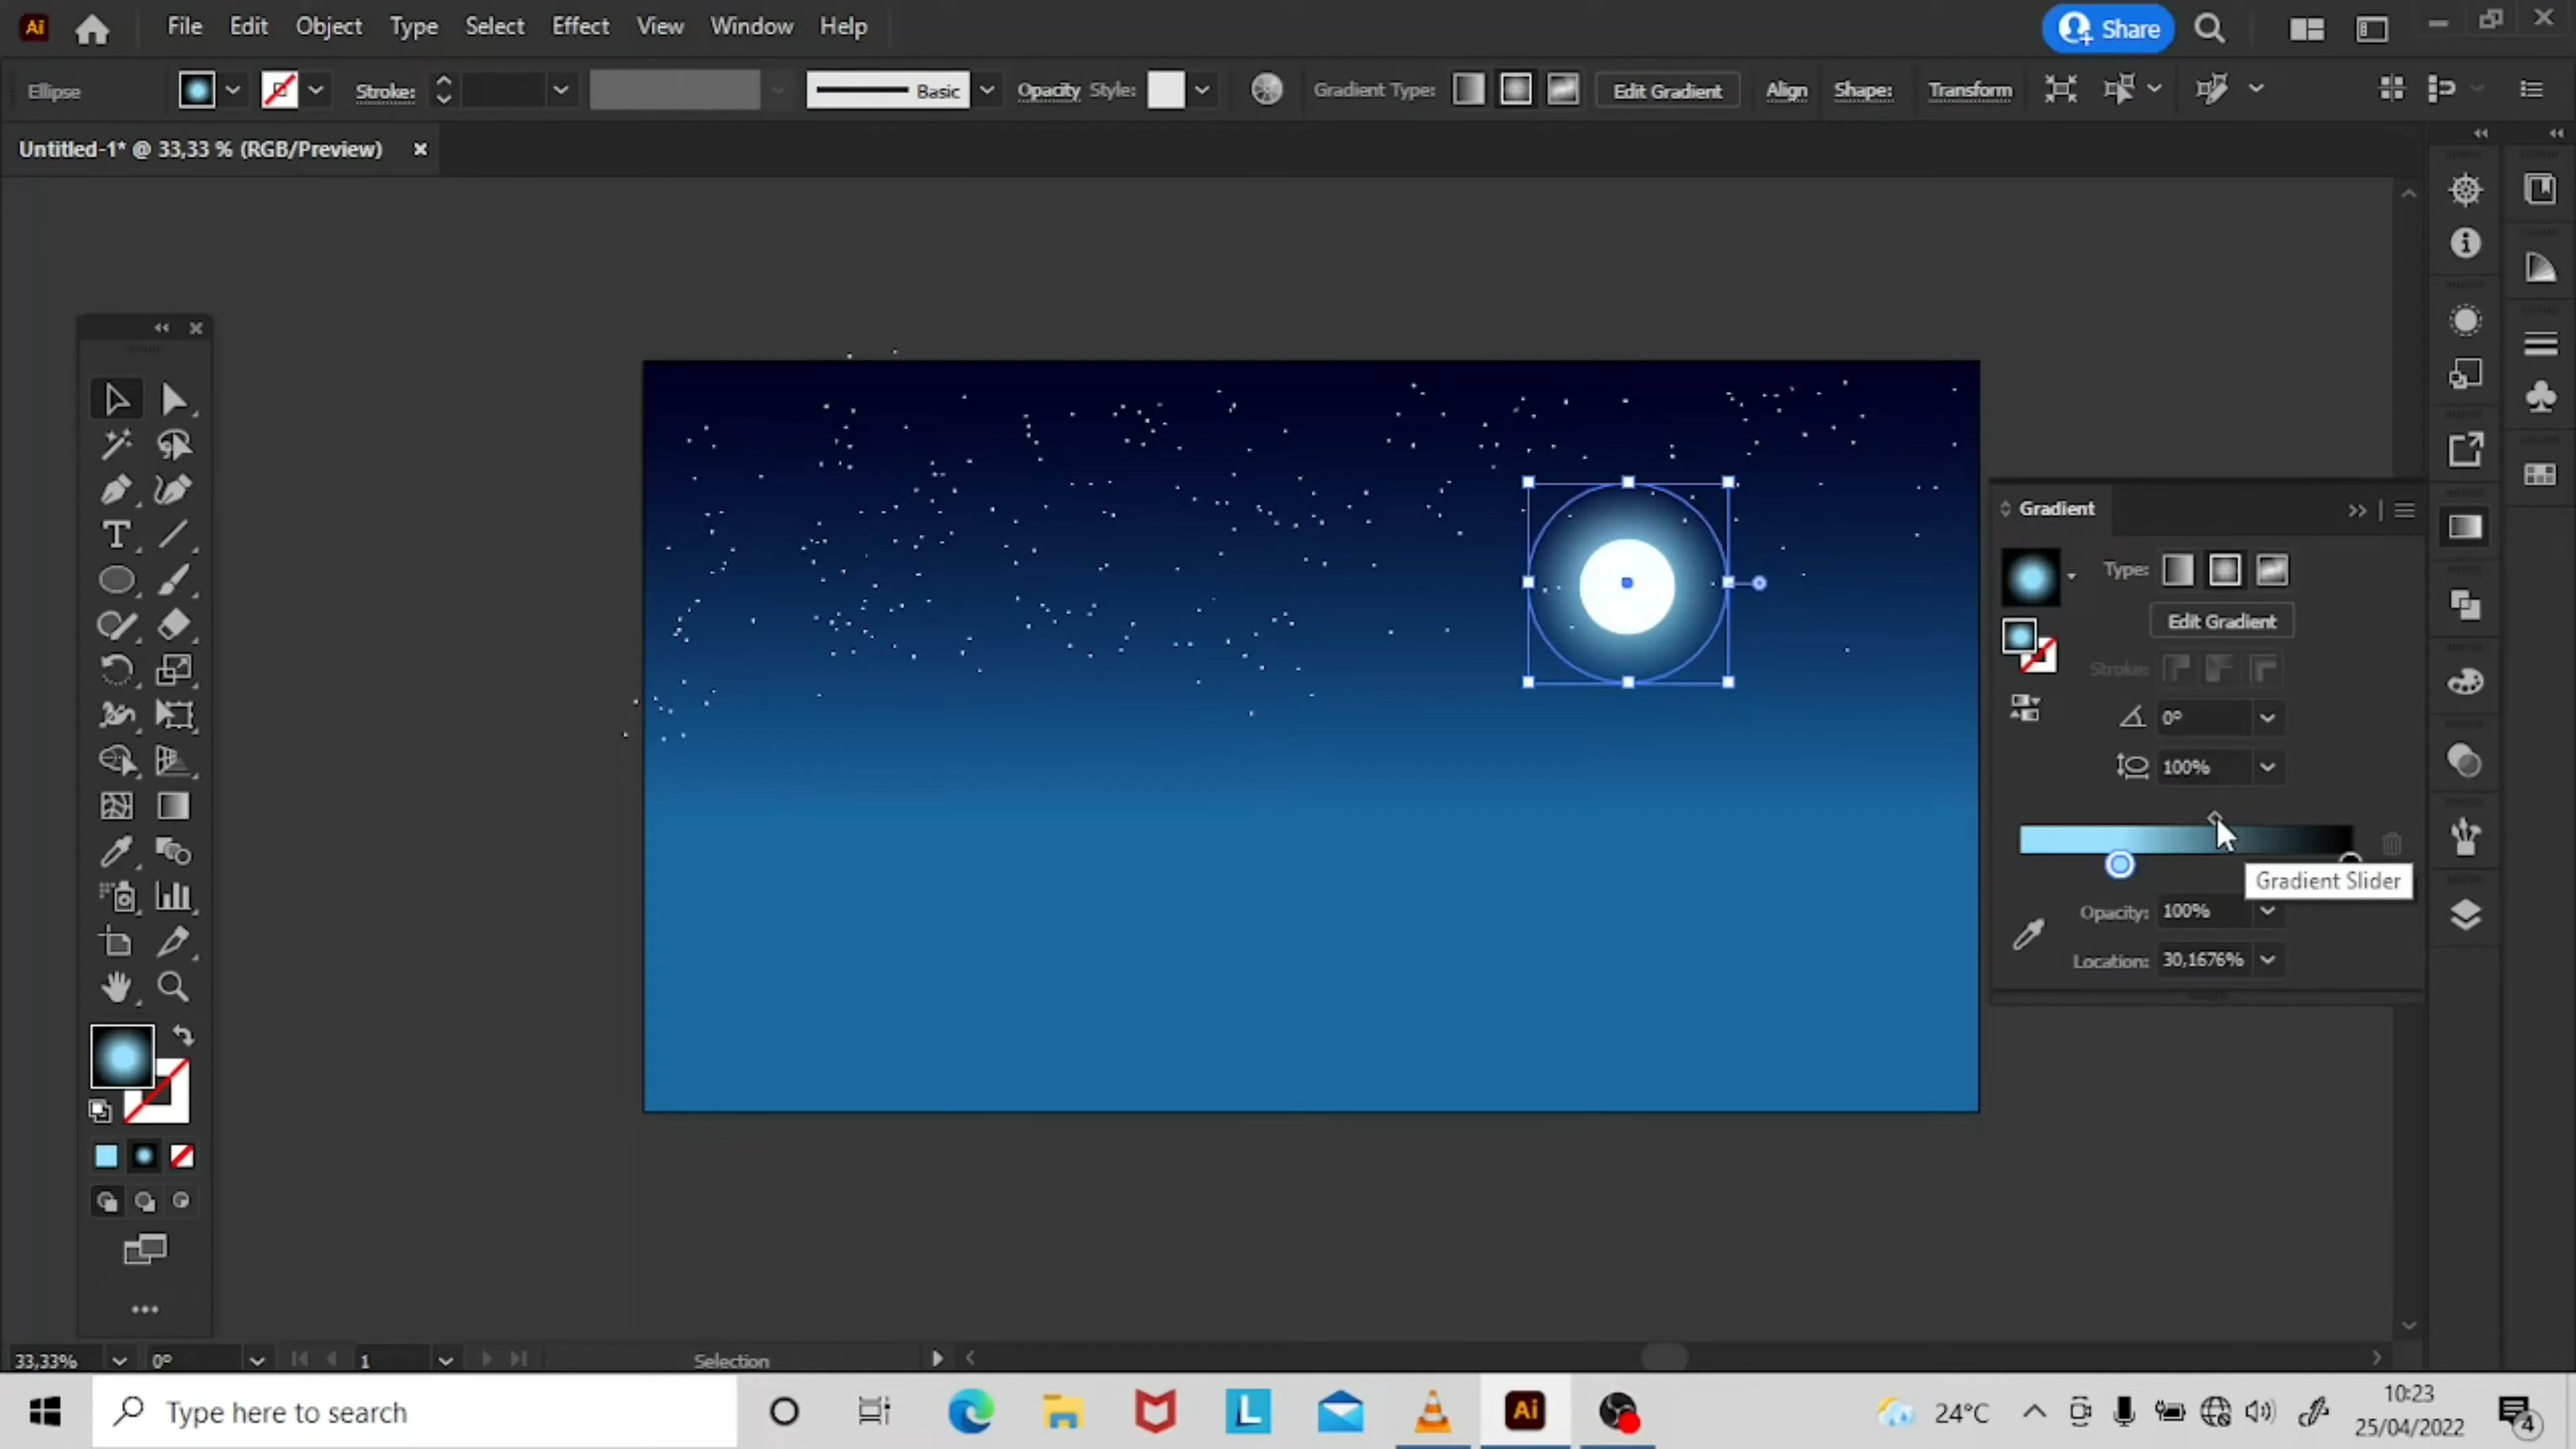 Ai File Edit Object Type Select Effect View Window Help Share
Ellipse Stroke: Basic Opacity Style: Gradient Type: Edit Gradient Align Shape: Transform
Untitled-1* @ 33,33 % (RGB/Preview)
Gradient
Type:
Edit Gradient
Stroke:
0°
100%
Gradient Slider
Opacity: 100%
Location: 30,1676%
33,33% 0° 1 Selection
Type here to search
L
Ai
24°C
10:23
25/04/2022
4